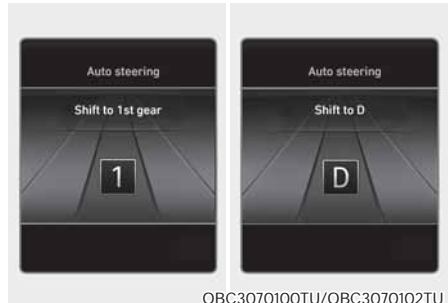 Auto steering
Shift to 1st gear
1
Auto steering
Shift to D
D
OBC3070100TU/OBC3070102TU